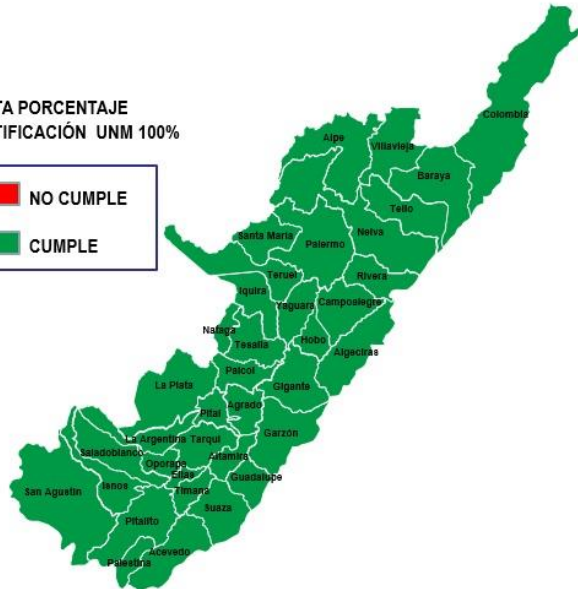 TA PORCENTAJE
TIFICACIÓN UNM 100%
NO CUMPLE
CUMPLE
Colombia
Aipe
Villavieja
Baraya
Tello
Santa Maria
Palermo
Neiva
Teruel
Rivera
Iquira
Yaguara
Campoalegre
Nataga
Tesalia
Hobo
Algeciras
Paicol
La Plata
Gigante
Pital
Agrado
La Argentina
Tarqui
Garzón
Saladoblanco
Oporapa
Altamira
Elias
Guadalupe
San Agustin
Isnos
Timana
Suaza
Pitalito
Acevedo
Palestina